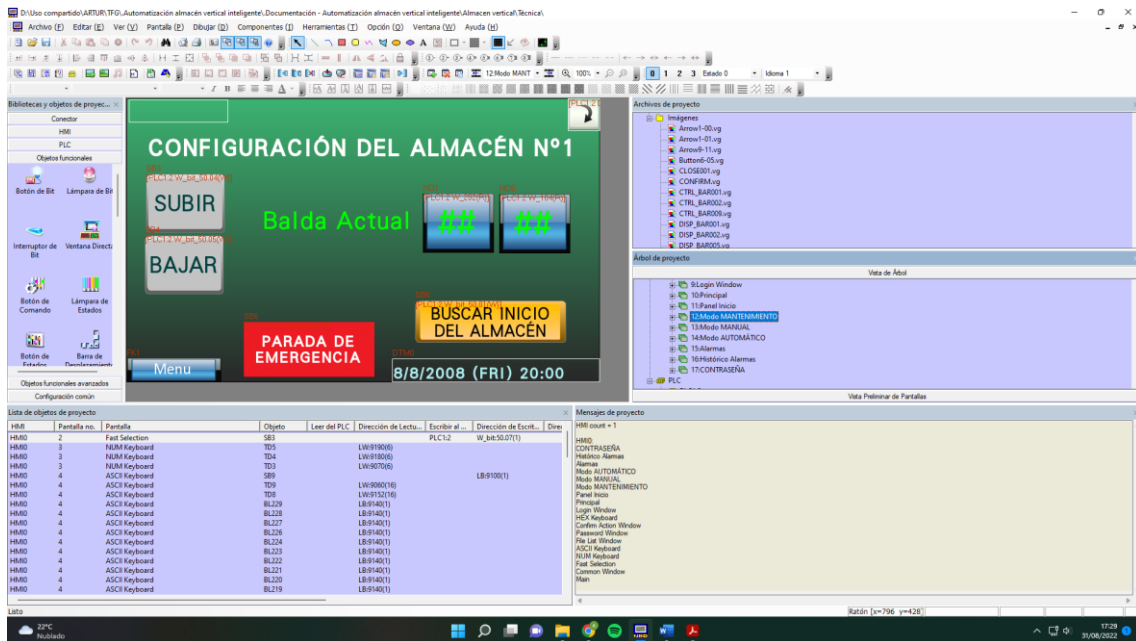 D:\Uso compartido\ARTUR\TFG\.Automatización almacén vertical inteligente\.Documentación - Automatización almacén vertical inteligente\Almacen vertical\Técnica\
Archivo (F) Editar (E) Ver (V) Pantalla (P) Dibujar (D) Componentes (I) Herramientas (T) Opción (O) Ventana (W) Ayuda (H)
12:Modo MANT 100% 0 1 2 3 Estado 0 Idioma 1
Bibliotecas y objetos de proyec...
Conector
HMI
PLC
Objetos funcionales
Botón de Bit Lámpara de Bit
Interruptor de Bit Ventana Directa
Botón de Comando Lámpara de Estados
Botón de Estados Barra de Desplazamiento
Objetos funcionales avanzados
Configuración común
CONFIGURACIÓN DEL ALMACÉN Nº1
SUBIR
Balda Actual ## ##
BAJAR
BUSCAR INICIO
DEL ALMACÉN
PARADA DE
EMERGENCIA
Menu
8/8/2008 (FRI) 20:00
Archivos de proyecto
Imágenes
Arrow1-00.vg
Arrow1-01.vg
Arrow9-11.vg
Button6-05.vg
CLOSE001.vg
CONFIRM.vg
CTRL_BAR001.vg
CTRL_BAR002.vg
CTRL_BAR009.vg
DISP_BAR001.vg
DISP_BAR002.vg
DISP_BAR005.vg
Árbol de proyecto
Vista de Árbol
9:Login Window
10:Principal
11:Panel Inicio
12:Modo MANTENIMIENTO
13:Modo MANUAL
14:Modo AUTOMÁTICO
15:Alarmas
16:Histórico Alarmas
17:CONTRASEÑA
PLC
Vista Preliminar de Pantallas
Lista de objetos de proyecto
HMI Pantalla no. Pantalla Objeto Leer del PLC Dirección de Lectu... Escribir al ... Dirección de Escrit... Direc
HMI0 2 Fast Selection SB3 PLC1:2 W_bit:50.07(1)
HMI0 3 NUM Keyboard TD5 LW:9190(6)
HMI0 3 NUM Keyboard TD4 LW:9180(6)
HMI0 3 NUM Keyboard TD3 LW:9070(6)
HMI0 4 ASCII Keyboard SB9 LB:9100(1)
HMI0 4 ASCII Keyboard TD9 LW:9060(16)
HMI0 4 ASCII Keyboard TD8 LW:9152(16)
HMI0 4 ASCII Keyboard BL229 LB:9140(1)
HMI0 4 ASCII Keyboard BL228 LB:9140(1)
HMI0 4 ASCII Keyboard BL227 LB:9140(1)
HMI0 4 ASCII Keyboard BL226 LB:9140(1)
HMI0 4 ASCII Keyboard BL224 LB:9140(1)
HMI0 4 ASCII Keyboard BL223 LB:9140(1)
HMI0 4 ASCII Keyboard BL222 LB:9140(1)
HMI0 4 ASCII Keyboard BL221 LB:9140(1)
HMI0 4 ASCII Keyboard BL220 LB:9140(1)
HMI0 4 ASCII Keyboard BL219 LB:9140(1)
Mensajes de proyecto
HMI count = 1
HMI0:
CONTRASEÑA
Histórico Alarmas
Alarmas
Modo AUTOMÁTICO
Modo MANUAL
Modo MANTENIMIENTO
Panel Inicio
Principal
Login Window
HEX Keyboard
Confirm Action Window
Password Window
File List Window
ASCII Keyboard
NUM Keyboard
Fast Selection
Common Window
Main
Listo
Ratón [x=796 y=428]
22°C
Nublado
17:29
31/08/2022